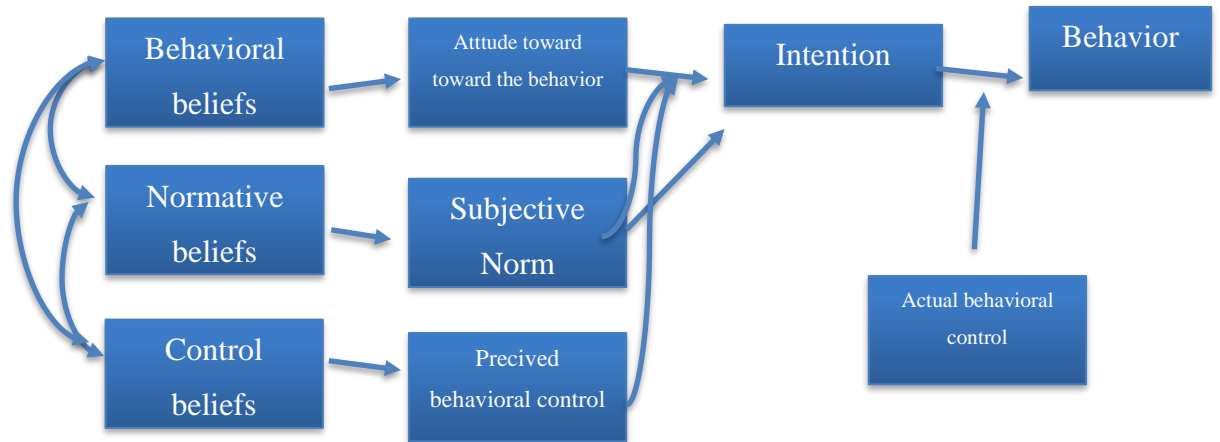 Behavioral
beliefs
Atttude toward
toward the behavior
Intention
Behavior
Normative
beliefs
Subjective
Norm
Control
beliefs
Precived
behavioral control
Actual behavioral
control